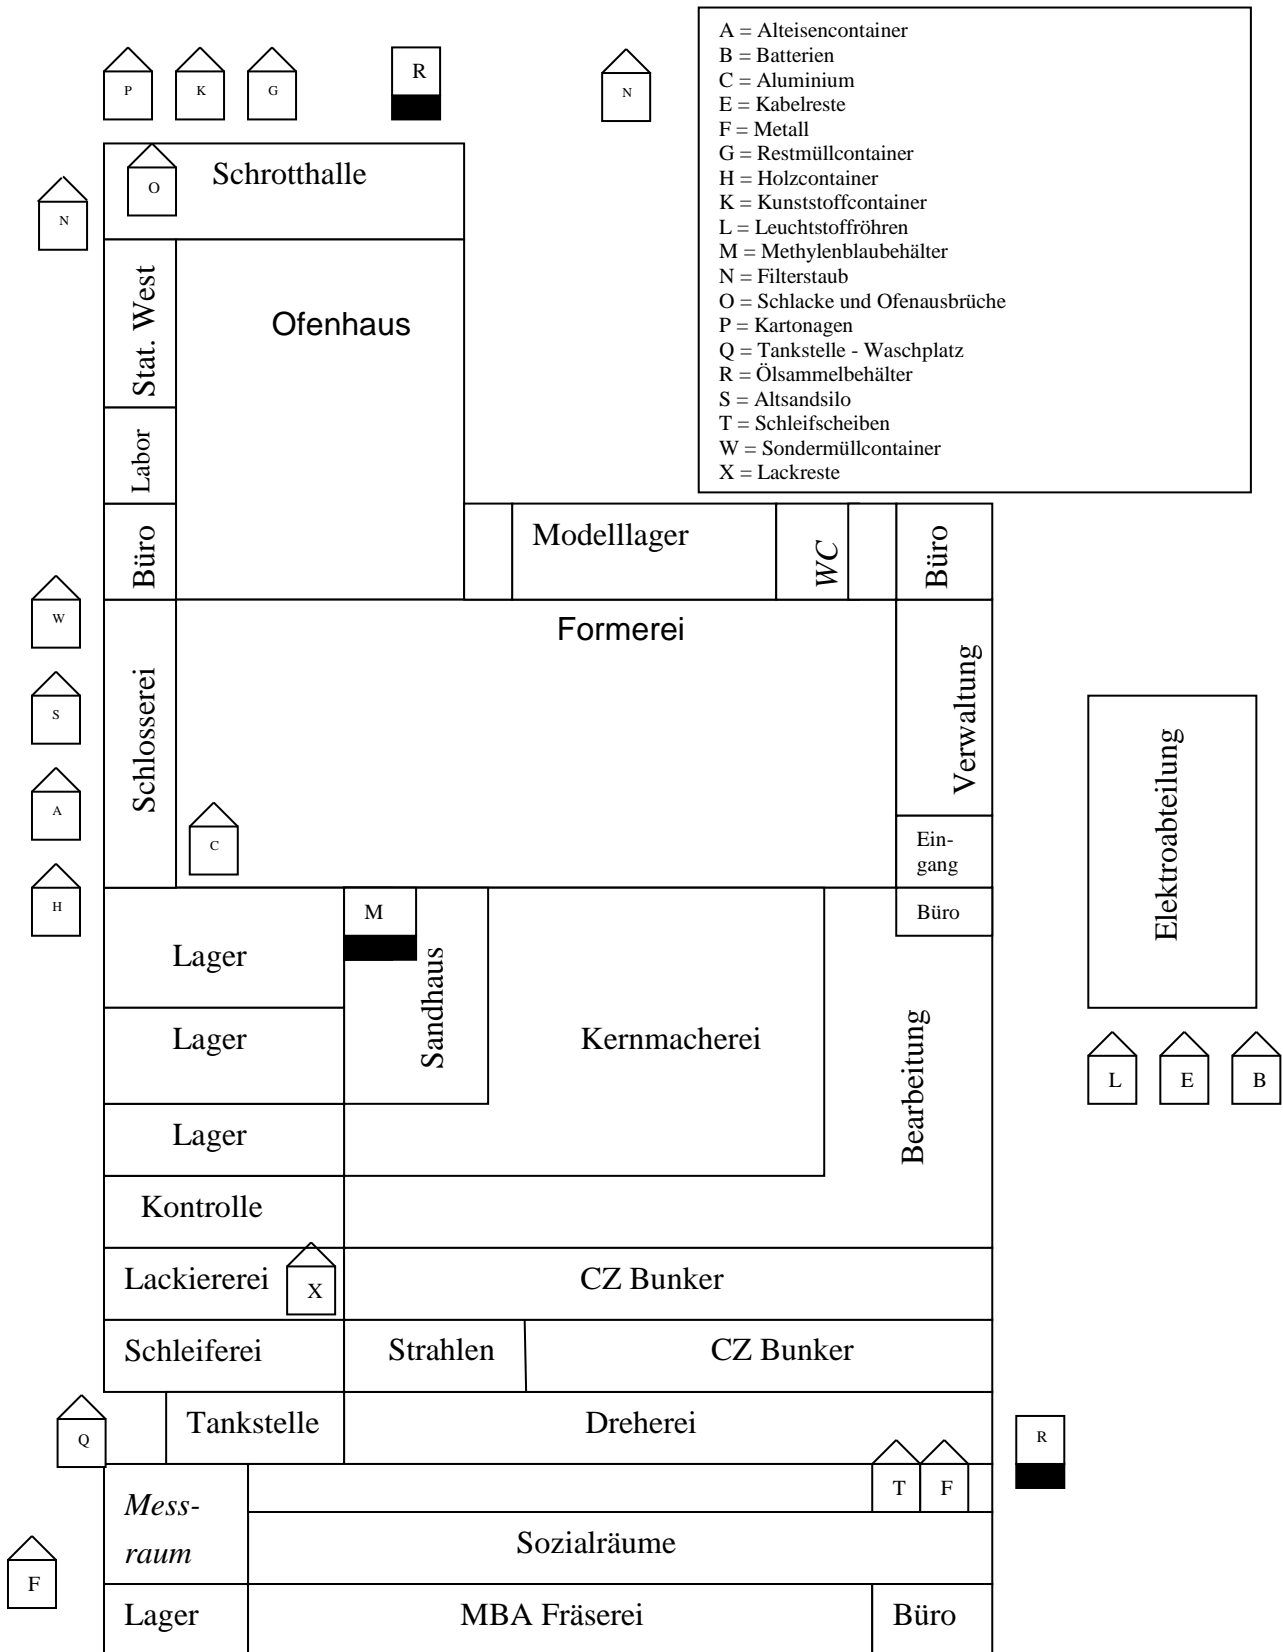 A = Alteisencontainer
B = Batterien
C = Aluminium
E = Kabelreste
F = Metall
G = Restmüllcontainer
H = Holzcontainer
K = Kunststoffcontainer
L = Leuchtstoffröhren
M = Methylenblaubehälter
N = Filterstaub
O = Schlacke und Ofenausbrüche
P = Kartonagen
Q = Tankstelle - Waschplatz
R = Ölsammelbehälter
S = Altsandsilo
T = Schleifscheiben
W = Sondermüllcontainer
X = Lackreste
P
K
G
R
N
O
Schrotthalle
N
Stat. West
Ofenhaus
Labor
Büro
Modelllager
WC
Büro
W
Formerei
Schlosserei
Verwaltung
S
Elektroabteilung
A
C
Ein-
gang
H
M
Büro
Lager
Sandhaus
Lager
Kernmacherei
Bearbeitung
L
E
B
Lager
Kontrolle
Lackiererei
X
CZ Bunker
Schleiferei
Strahlen
CZ Bunker
Q
Tankstelle
Dreherei
R
T
F
Mess-
raum
Sozialräume
F
Lager
MBA Fräserei
Büro